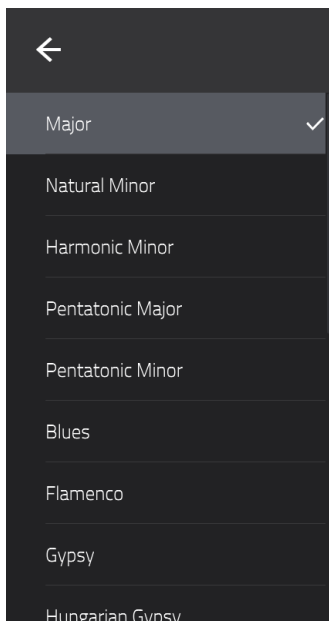 Major
Natural Minor
Harmonic Minor
Pentatonic Major
Pentatonic Minor
Blues
Flamenco
Gypsy
Hungarian Gypsy